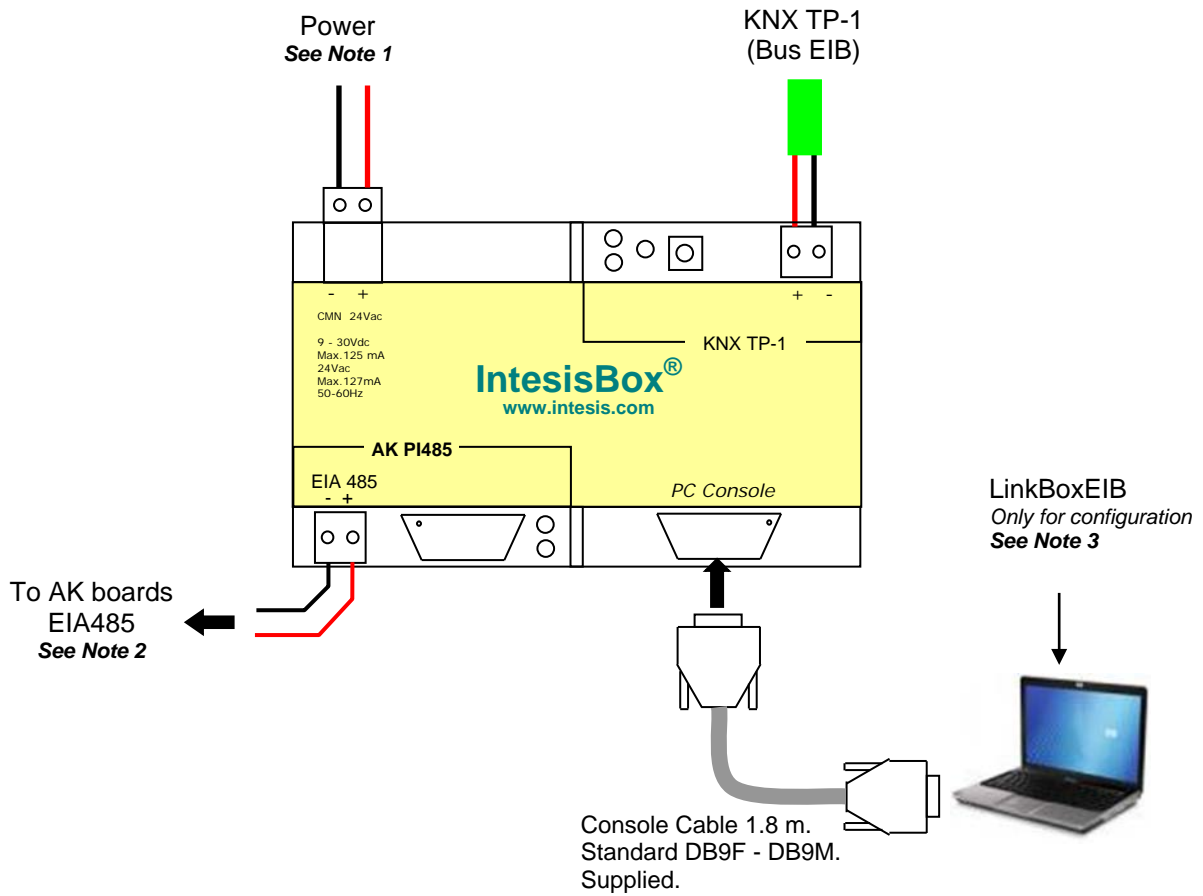 Power
See Note 1
KNX TP-1
(Bus EIB)
- +
CMN 24Vac
9 - 30Vdc
Max.125 mA
24Vac
Max.127mA
50-60Hz
+ -
KNX TP-1
IntesisBox®
www.intesis.com
AK PI485
EIA 485
- +
PC Console
LinkBoxEIB
Only for configuration
See Note 3
To AK boards
EIA485
See Note 2
Console Cable 1.8 m.
Standard DB9F - DB9M.
Supplied.